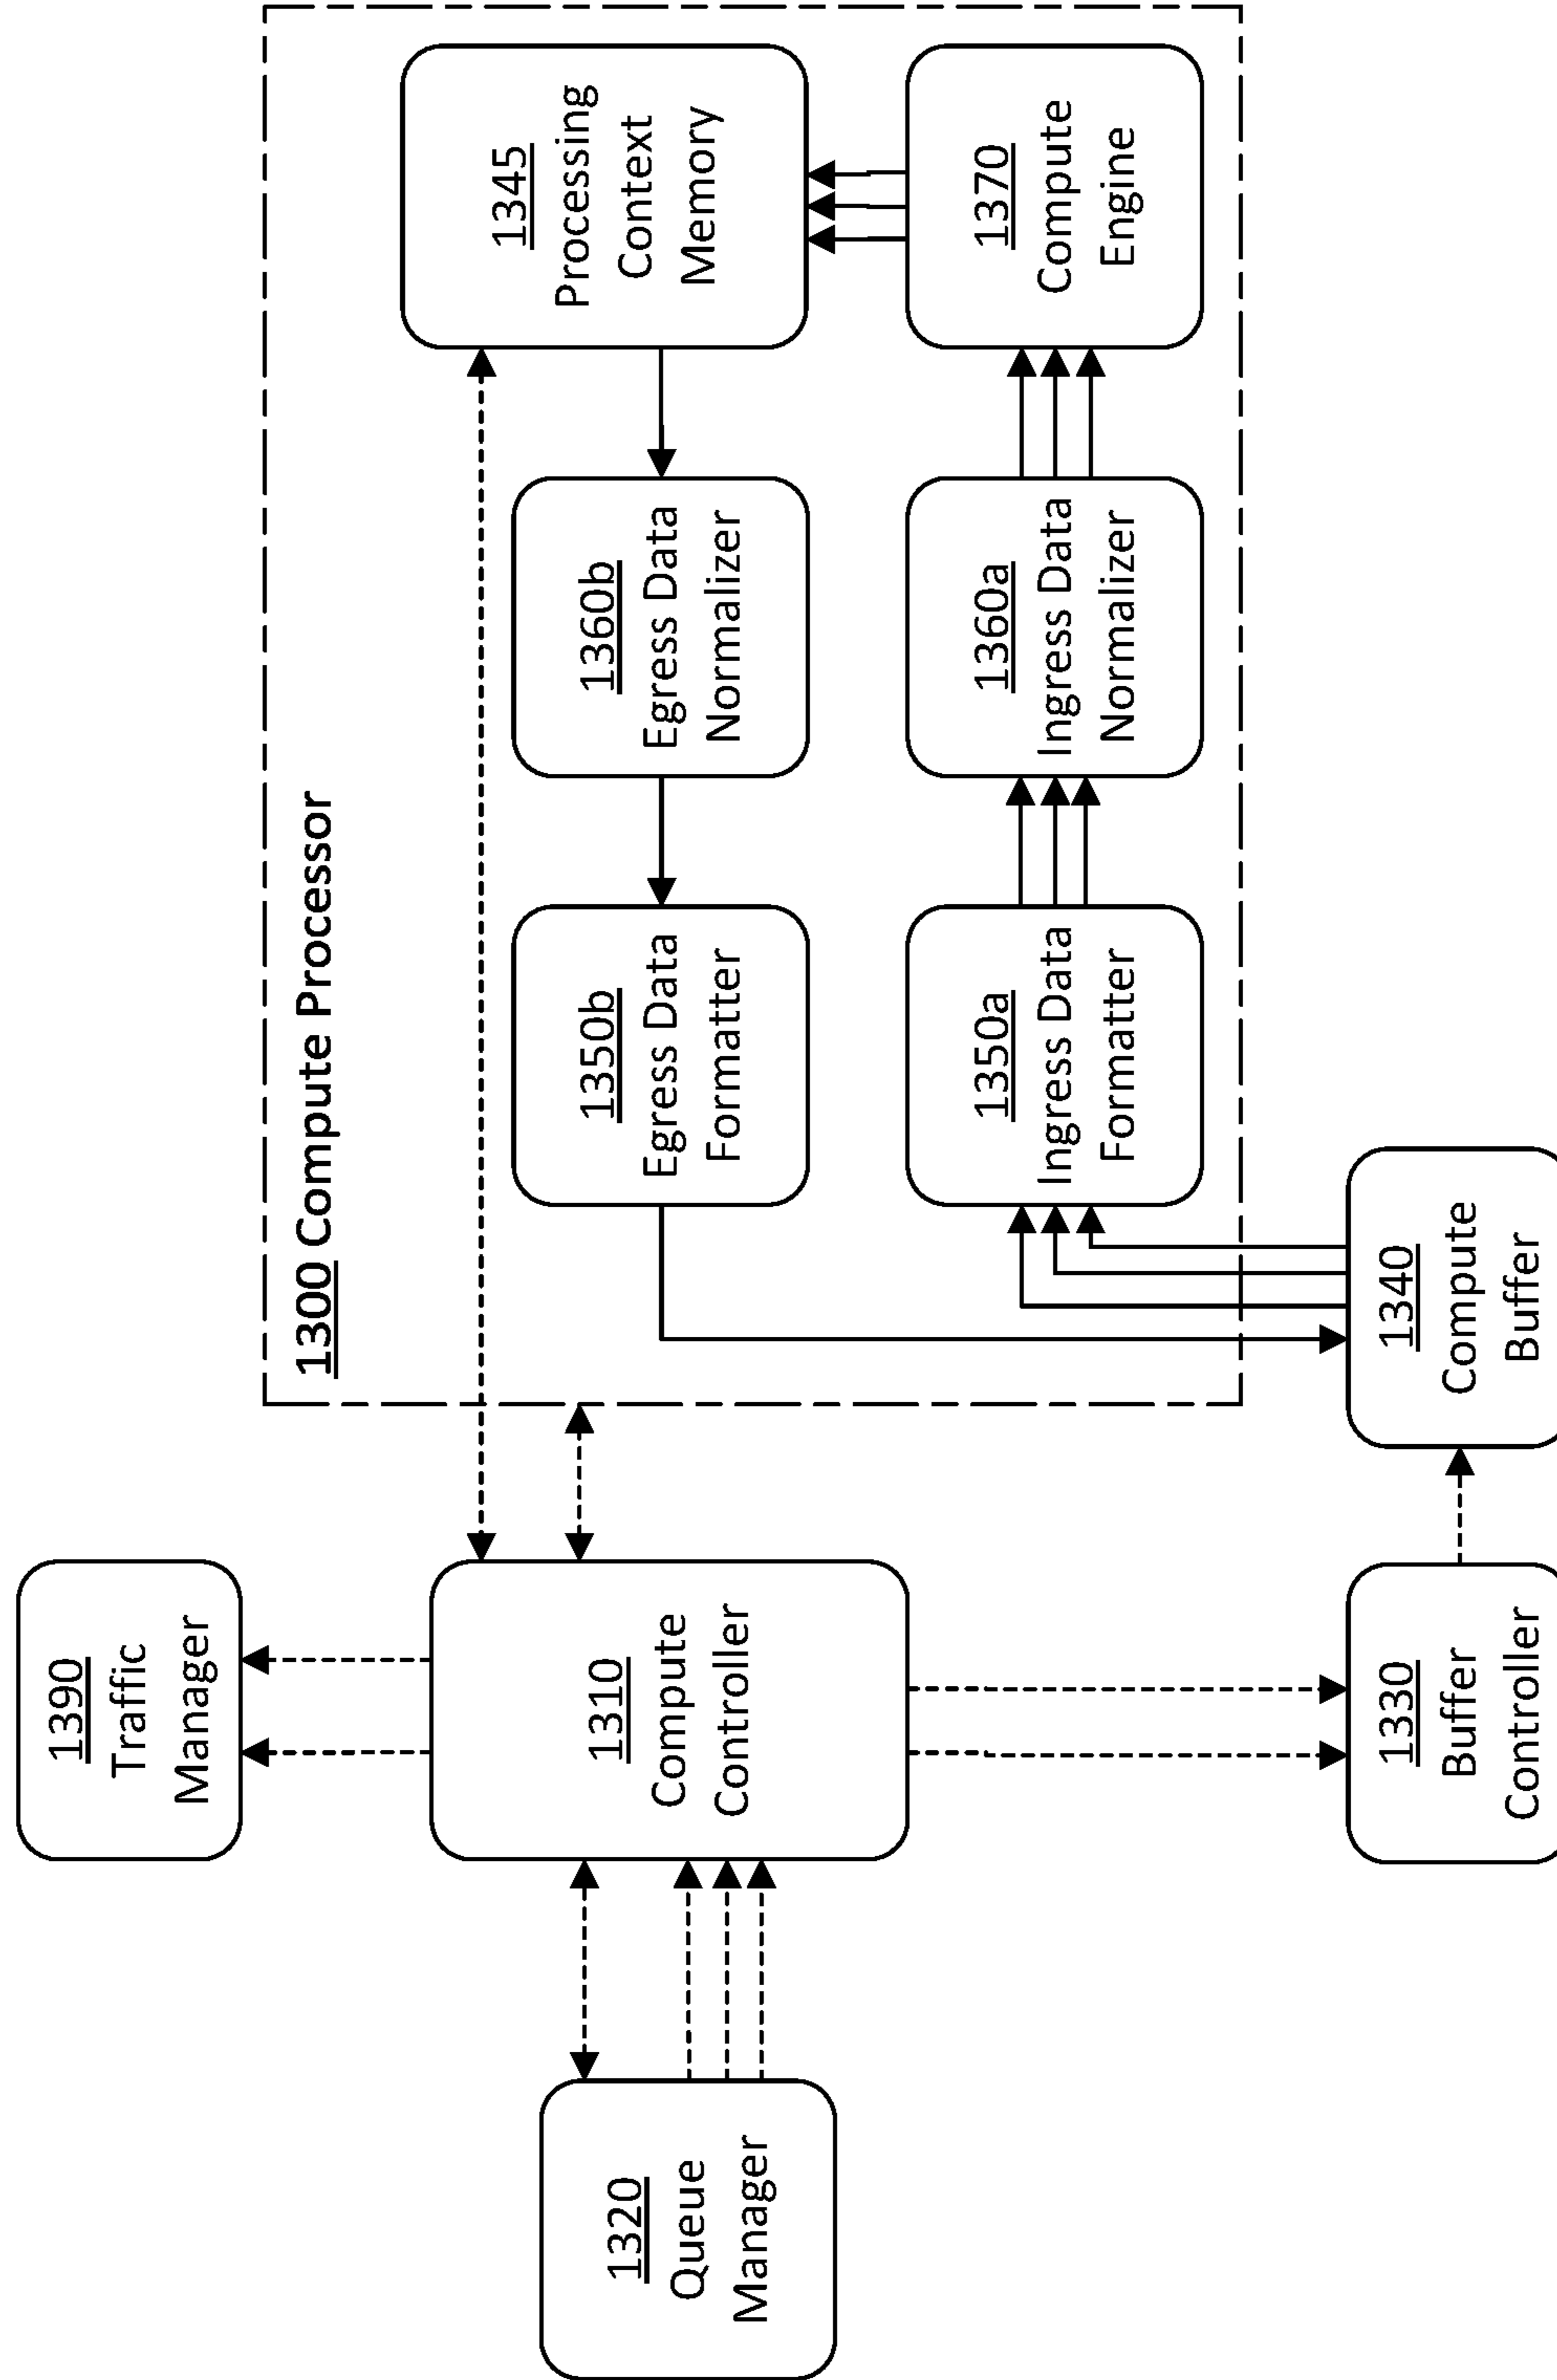 1300 Compute Processor
1390
Traffic
Manager
1320
Queue
Manager
1310
Compute
Controller
1350b
Egress Data
Formatter
1360b
Egress Data
Normalizer
1345
Processing
Context
Memory
1350a
Ingress Data
Formatter
1360a
Ingress Data
Normalizer
1370
Compute
Engine
1330
Buffer
Controller
1340
Compute
Buffer